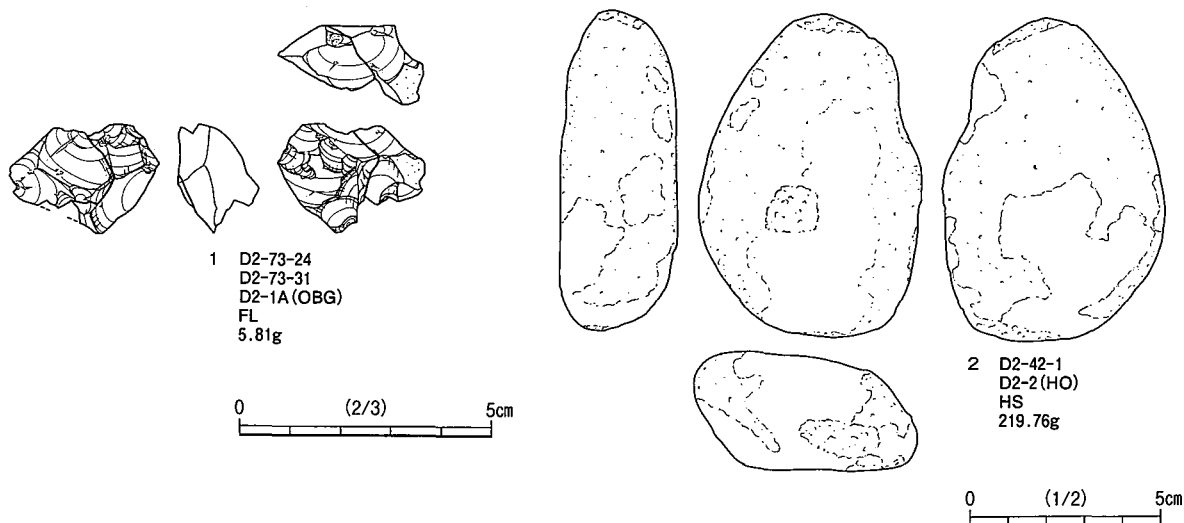 1 D2-73-24
D2-73-31
D2-1A(OBG)
FL
5.81g
0 (2/3) 5cm
2 D2-42-1
D2-2(HO)
HS
219.76g
0 (1/2) 5cm